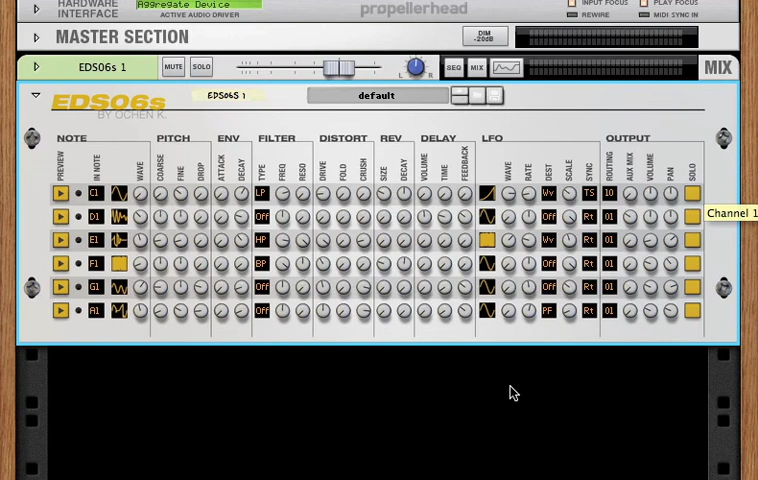 HARDWARE INTERFACE
Aggregate Device
ACTIVE AUDIO DRIVER
propellerhead
INPUT FOCUS
PLAY FOCUS
REWIRE
MIDI SYNC IN
MASTER SECTION
DIM -20dB
EDS06s 1
MUTE
SOLO
L
R
SEQ
MIX
MIX
EDS06s
BY OCHEN K.
EDS06S 1
default
NOTE PITCH ENV FILTER DISTORT REV DELAY LFO OUTPUT
PREVIEW IN NOTE WAVE COARSE FINE DROP ATTACK DECAY TYPE FREQ RESO DRIVE FOLD CRUSH SIZE DECAY VOLUME TIME FEEDBACK WAVE RATE DEST SCALE SYNC ROUTING AUX MIX VOLUME PAN SOLO
C1 LP Wv TS 10
D1 Off Off Rt 01
E1 HP Wv Rt 01
F1 BP Off Rt 01
G1 Off Off Rt 01
A1 Off PF Rt 01
Channel 1